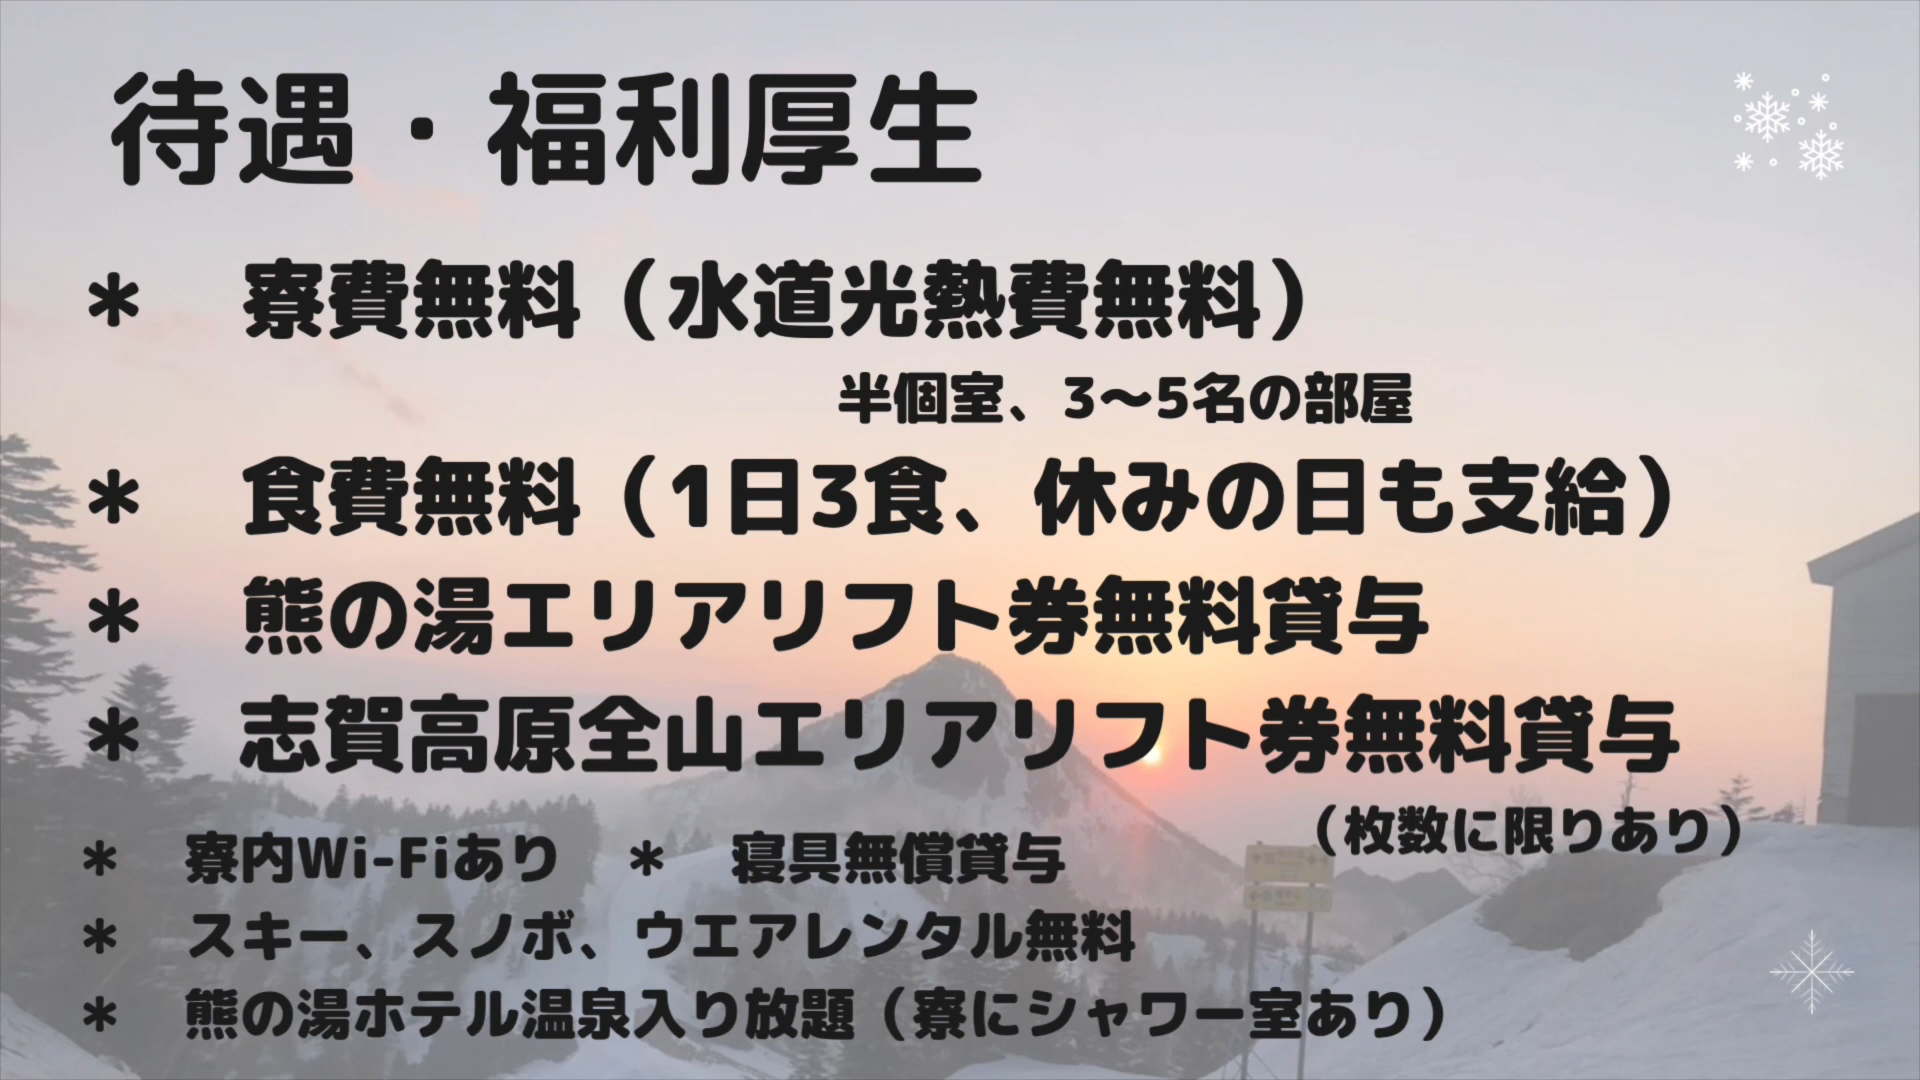 待遇・福利厚生
＊　寮費無料（水道光熱費無料）
半個室、3〜5名の部屋
＊　食費無料（1日3食、休みの日も支給）
＊　熊の湯エリアリフト券無料貸与
＊　志賀高原全山エリアリフト券無料貸与
（枚数に限りあり）
＊　寮内Wi-Fiあり　＊　寝具無償貸与
＊　スキー、スノボ、ウエアレンタル無料
＊　熊の湯ホテル温泉入り放題（寮にシャワー室あり）